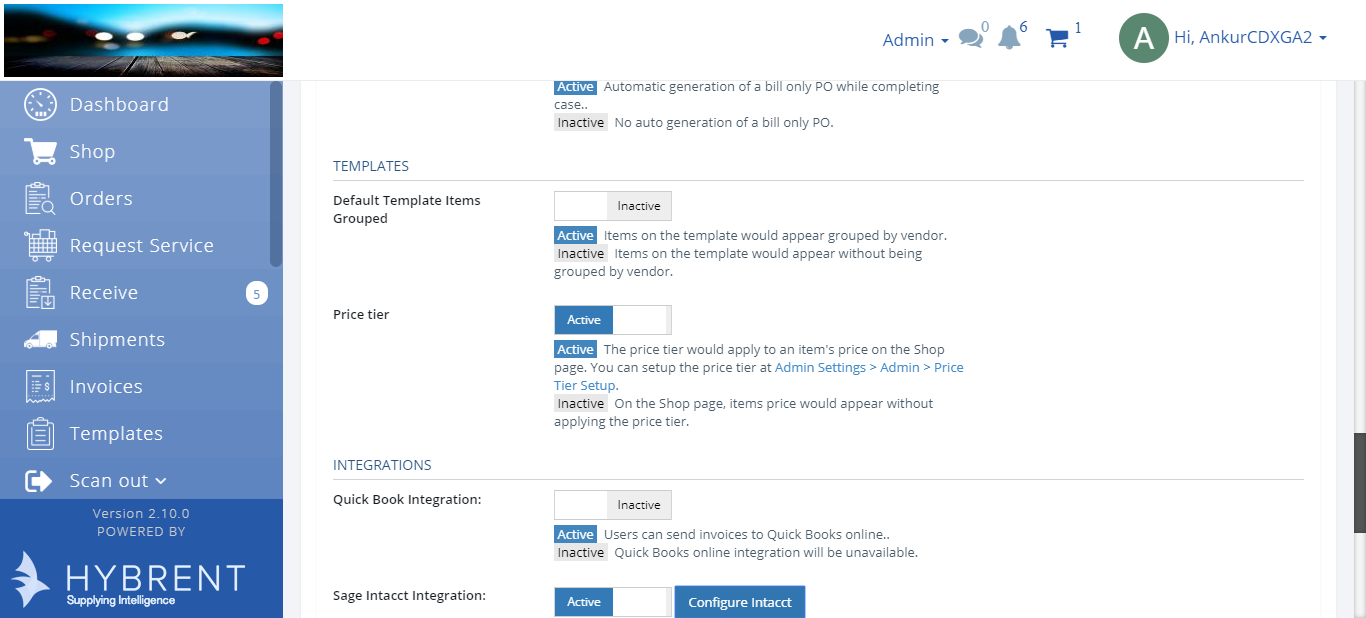 Admin
0
6
1
A
Hi, AnkurCDXGA2
Dashboard
Shop
Orders
Request Service
Receive
5
Shipments
Invoices
Templates
Scan out
Version 2.10.0
POWERED BY
HYBRENT
Supplying Intelligence
Active Automatic generation of a bill only PO while completing
case..
Inactive No auto generation of a bill only PO.
TEMPLATES
Default Template Items
Grouped
Inactive
Active Items on the template would appear grouped by vendor.
Inactive Items on the template would appear without being
grouped by vendor.
Price tier
Active
Active The price tier would apply to an item's price on the Shop
page. You can setup the price tier at Admin Settings > Admin > Price
Tier Setup.
Inactive On the Shop page, items price would appear without
applying the price tier.
INTEGRATIONS
Quick Book Integration:
Inactive
Active Users can send invoices to Quick Books online..
Inactive Quick Books online integration will be unavailable.
Sage Intacct Integration:
Active
Configure Intacct